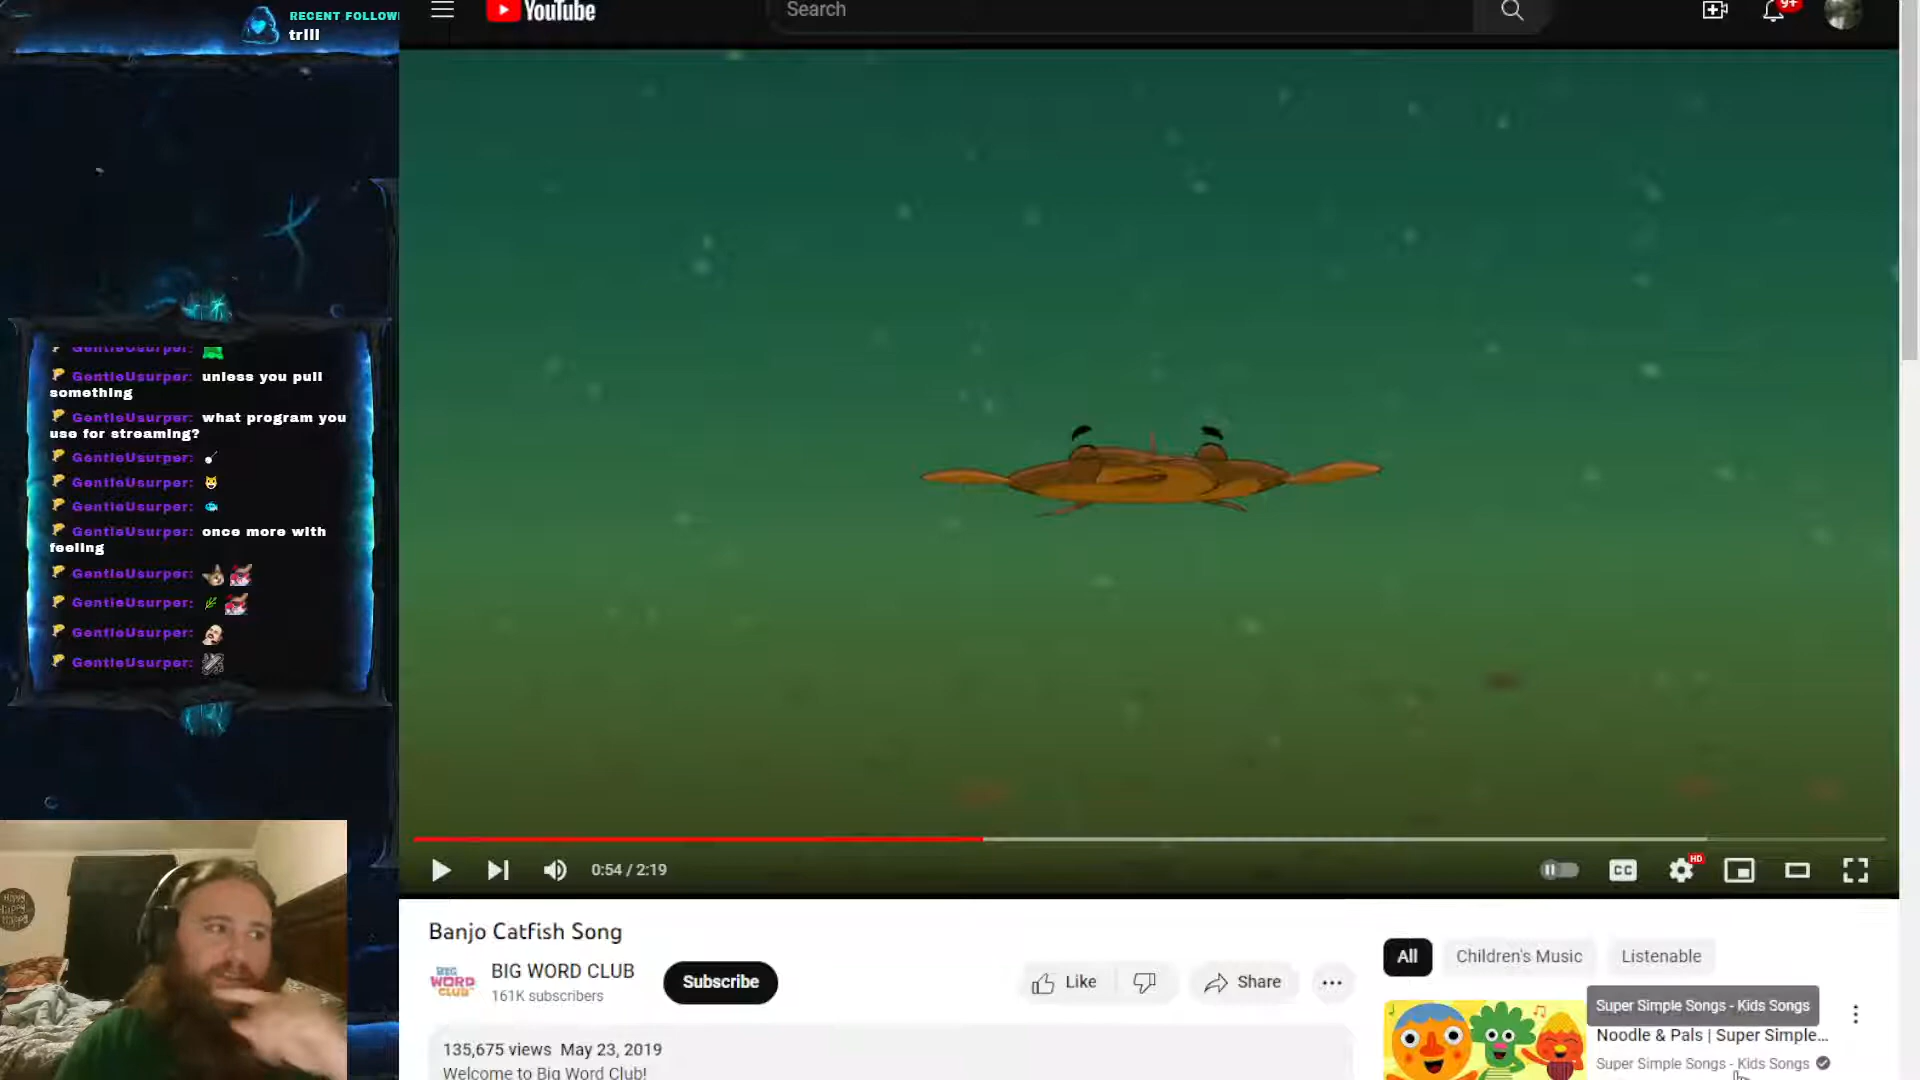 RECENT FOLLOW
trlll
YouTube
Search
9+
GentleUsurper:
GentleUsurper: unless you pull
something
GentleUsurper: what program you
use for streaming?
GentleUsurper:
GentleUsurper:
GentleUsurper:
GentleUsurper: once more with
feeling
GentleUsurper:
GentleUsurper:
GentleUsurper:
GentleUsurper:
0:54 / 2:19
CC
HD
Banjo Catfish Song
BIG WORD CLUB
BIG WORD CLUB
161K subscribers
Subscribe
Like
Share
135,675 views May 23, 2019
Welcome to Big Word Club!
All
Children's Music
Listenable
Super Simple Songs - Kids Songs
Noodle & Pals | Super Simple...
Super Simple Songs - Kids Songs